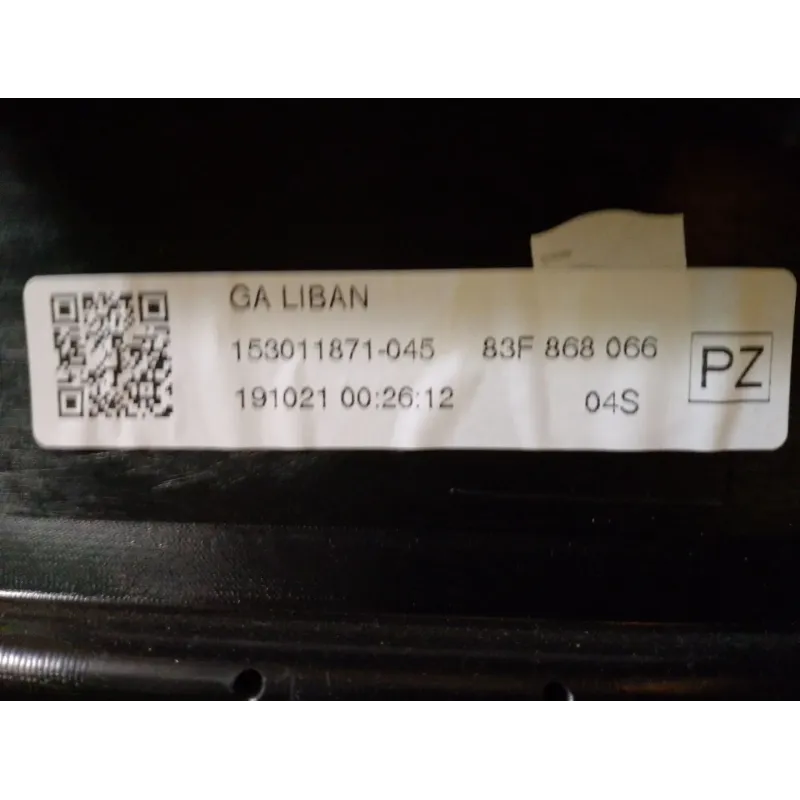 GA LIBAN
153011871-045 83F 868 066
191021 00:26:12 04S
PZ